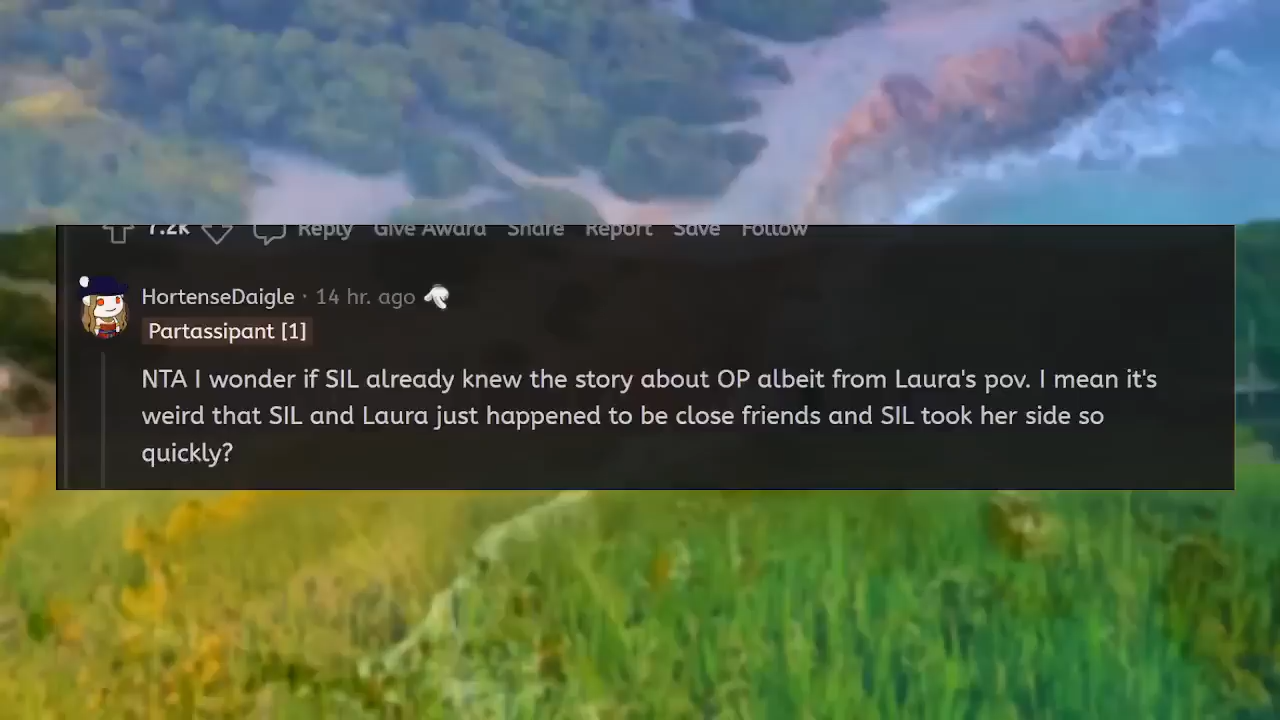 7.2k Reply Give Award Share Report Save Follow
HortenseDaigle · 14 hr. ago
Partassipant [1]
NTA I wonder if SIL already knew the story about OP albeit from Laura's pov. I mean it's
weird that SIL and Laura just happened to be close friends and SIL took her side so
quickly?